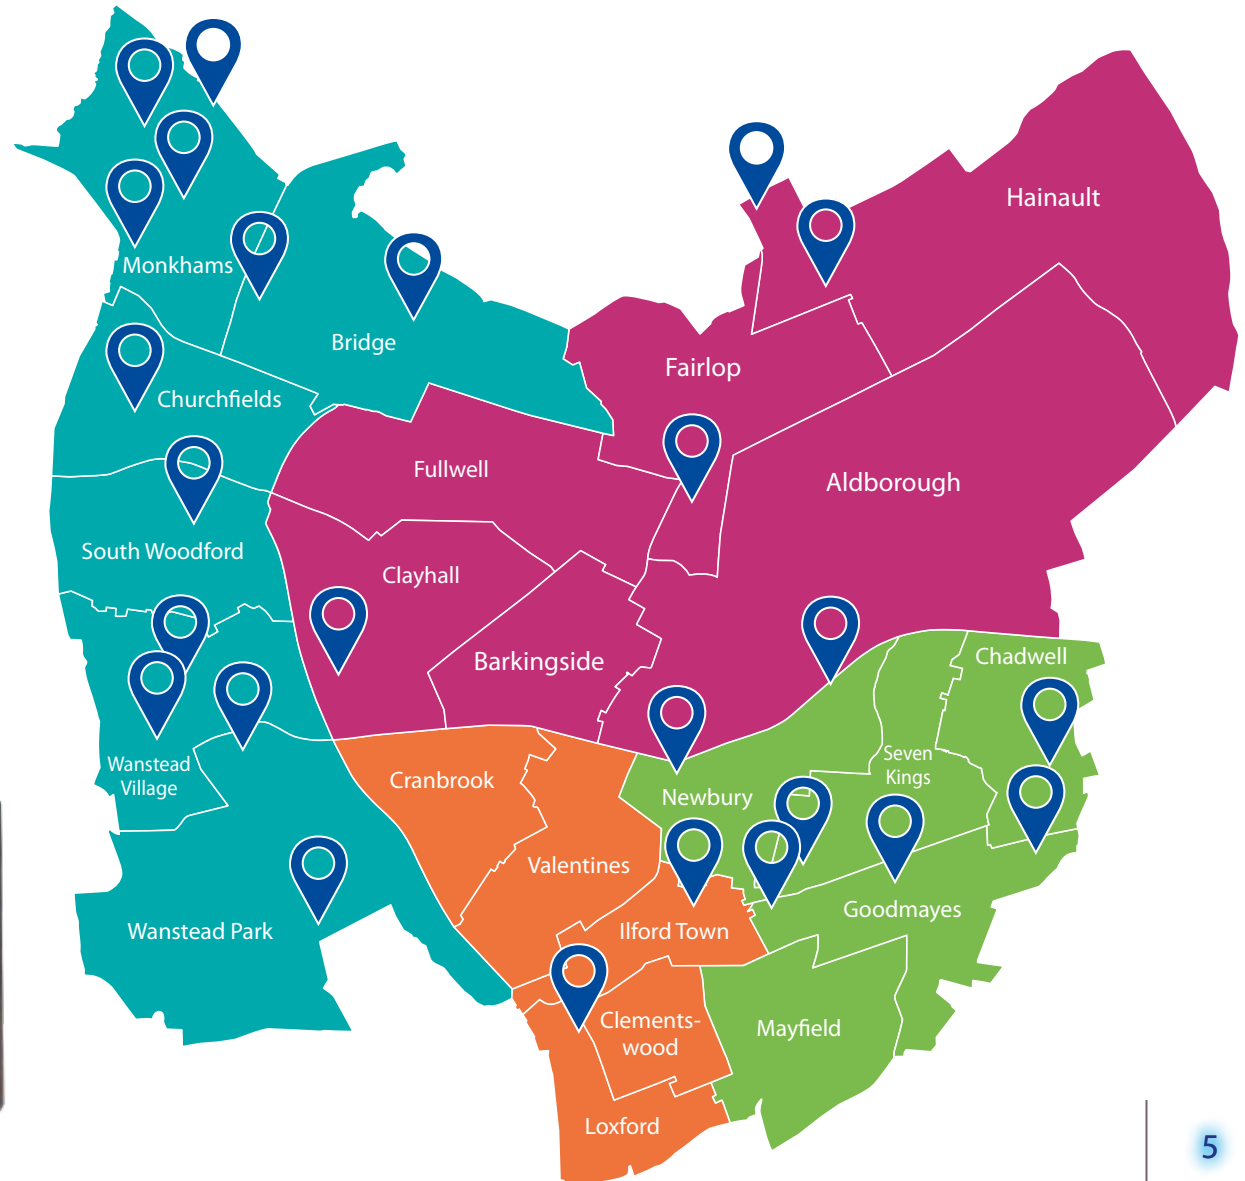 Hainault
Monkhams
Bridge
Fairlop
Churchfields
Fullwell
Aldborough
South Woodford
Clayhall
Barkingside
Chadwell
Wanstead
Village
Seven
Kings
Cranbrook
Newbury
Valentines
Goodmayes
Wanstead Park
Ilford Town
Clements-
wood
Mayfield
Loxford
5